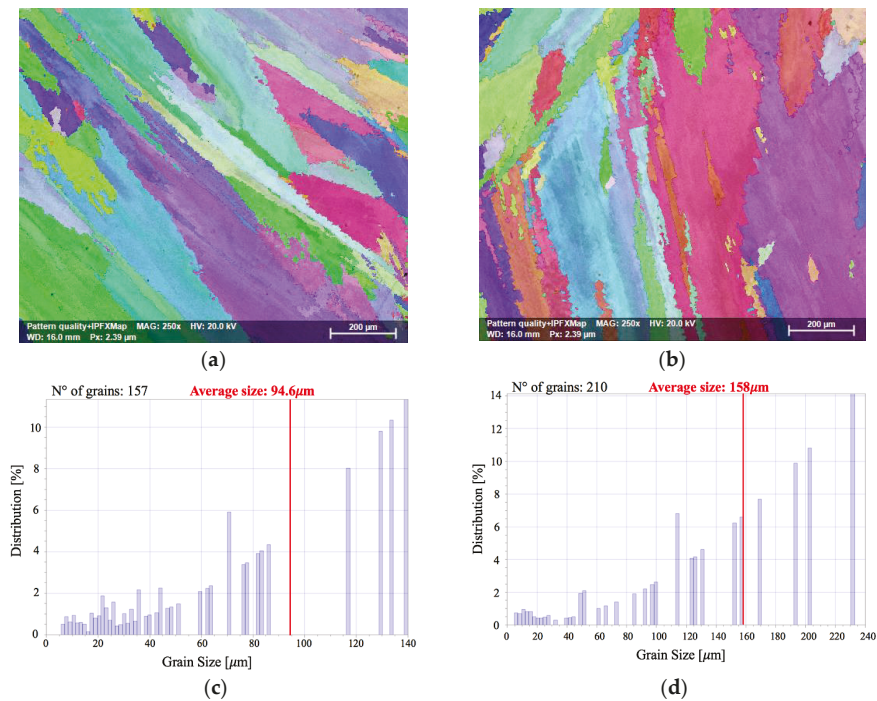 Pattern quality+IPFXMap MAG: 250x HV: 20.0 kV
WD: 16.0 mm Px: 2.39 µm
200 µm
(a)
Pattern quality+IPFXMap MAG: 250x HV: 20.0 kV
WD: 16.0 mm Px: 2.39 µm
200 µm
(b)
N° of grains: 157 Average size: 94.6µm
Distribution [%]
10
8
6
4
2
0
0 20 40 60 80 100 120 140
Grain Size [µm]
(c)
N° of grains: 210 Average size: 158µm
Distribution [%]
14
12
10
8
6
4
2
0
0 20 40 60 80 100 120 140 160 180 200 220 240
Grain Size [µm]
(d)